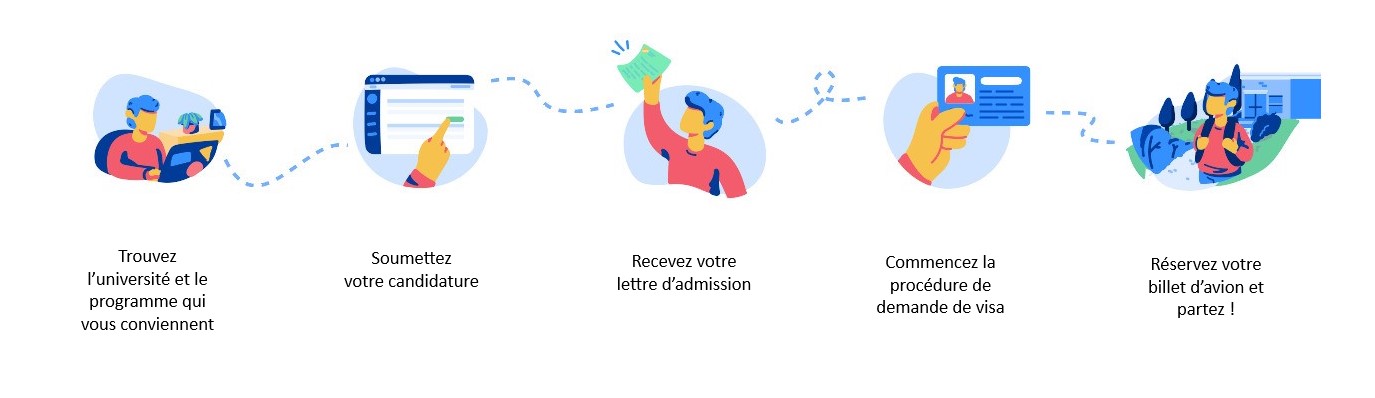 Trouvez
l’université et le
programme qui
vous conviennent
Soumettez
votre candidature
Recevez votre
lettre d’admission
Commencez la
procédure de
demande de visa
Réservez votre
billet d’avion et
partez !